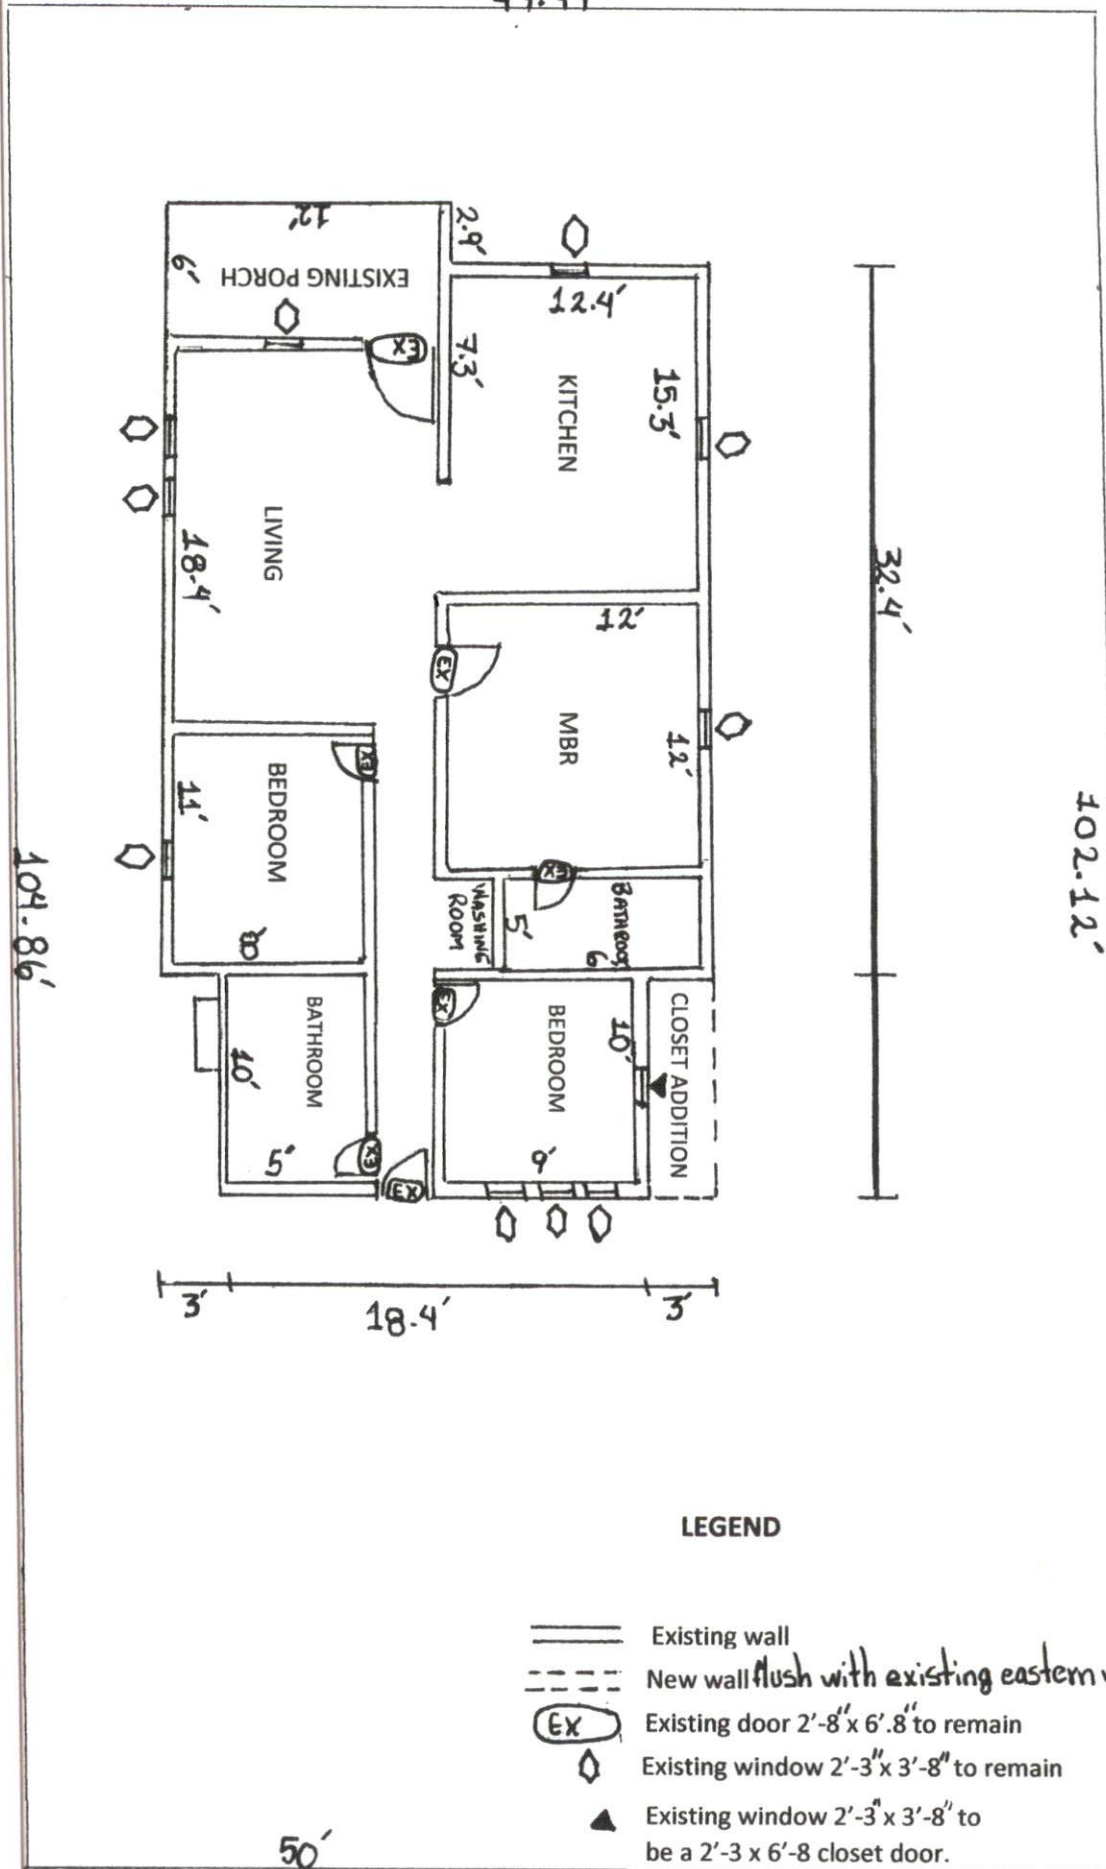 12'
6'
EXISTING PORCH
2.9'
12.4'
7.3'
EX
KITCHEN
15.3'
LIVING
18.4'
32.4'
12'
EX
MBR
12'
EX
BEDROOM
11'
8'
EX
WASHING
ROOM
5'
BATHROOM
6'
102.12'
104.86'
BATHROOM
10'
5'
EX
EX
EX
BEDROOM
10'
9'
CLOSET ADDITION
3'
18.4'
3'
LEGEND
Existing wall
New wall flush with existing eastern
EX Existing door 2'-8"x 6'.8" to remain
Existing window 2'-3"x 3'-8" to remain
Existing window 2'-3"x 3'-8" to
be a 2'-3 x 6'-8 closet door.
50'